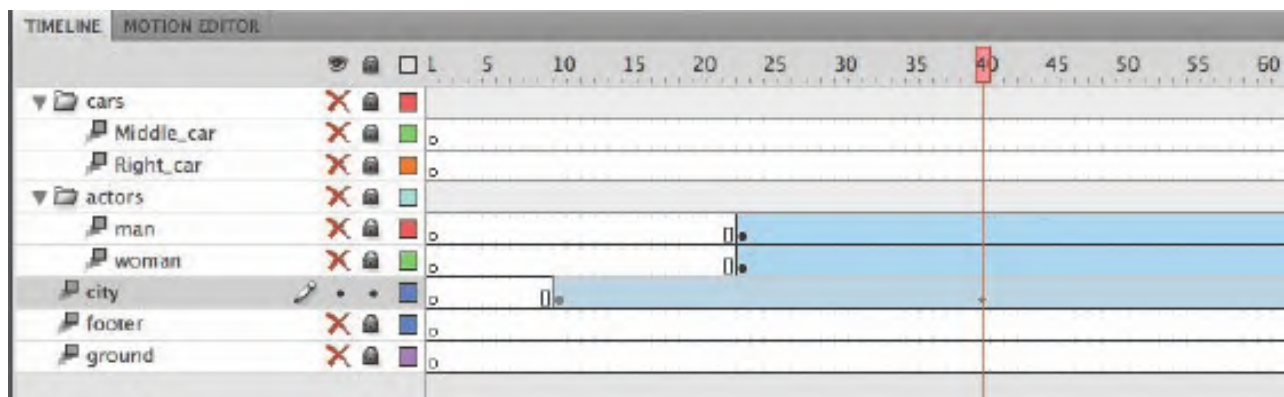 TIMELINE MOTION EDITOR
1 5 10 15 20 25 30 35 40 45 50 55 60
cars
Middle_car
Right_car
actors
man
woman
city
footer
ground